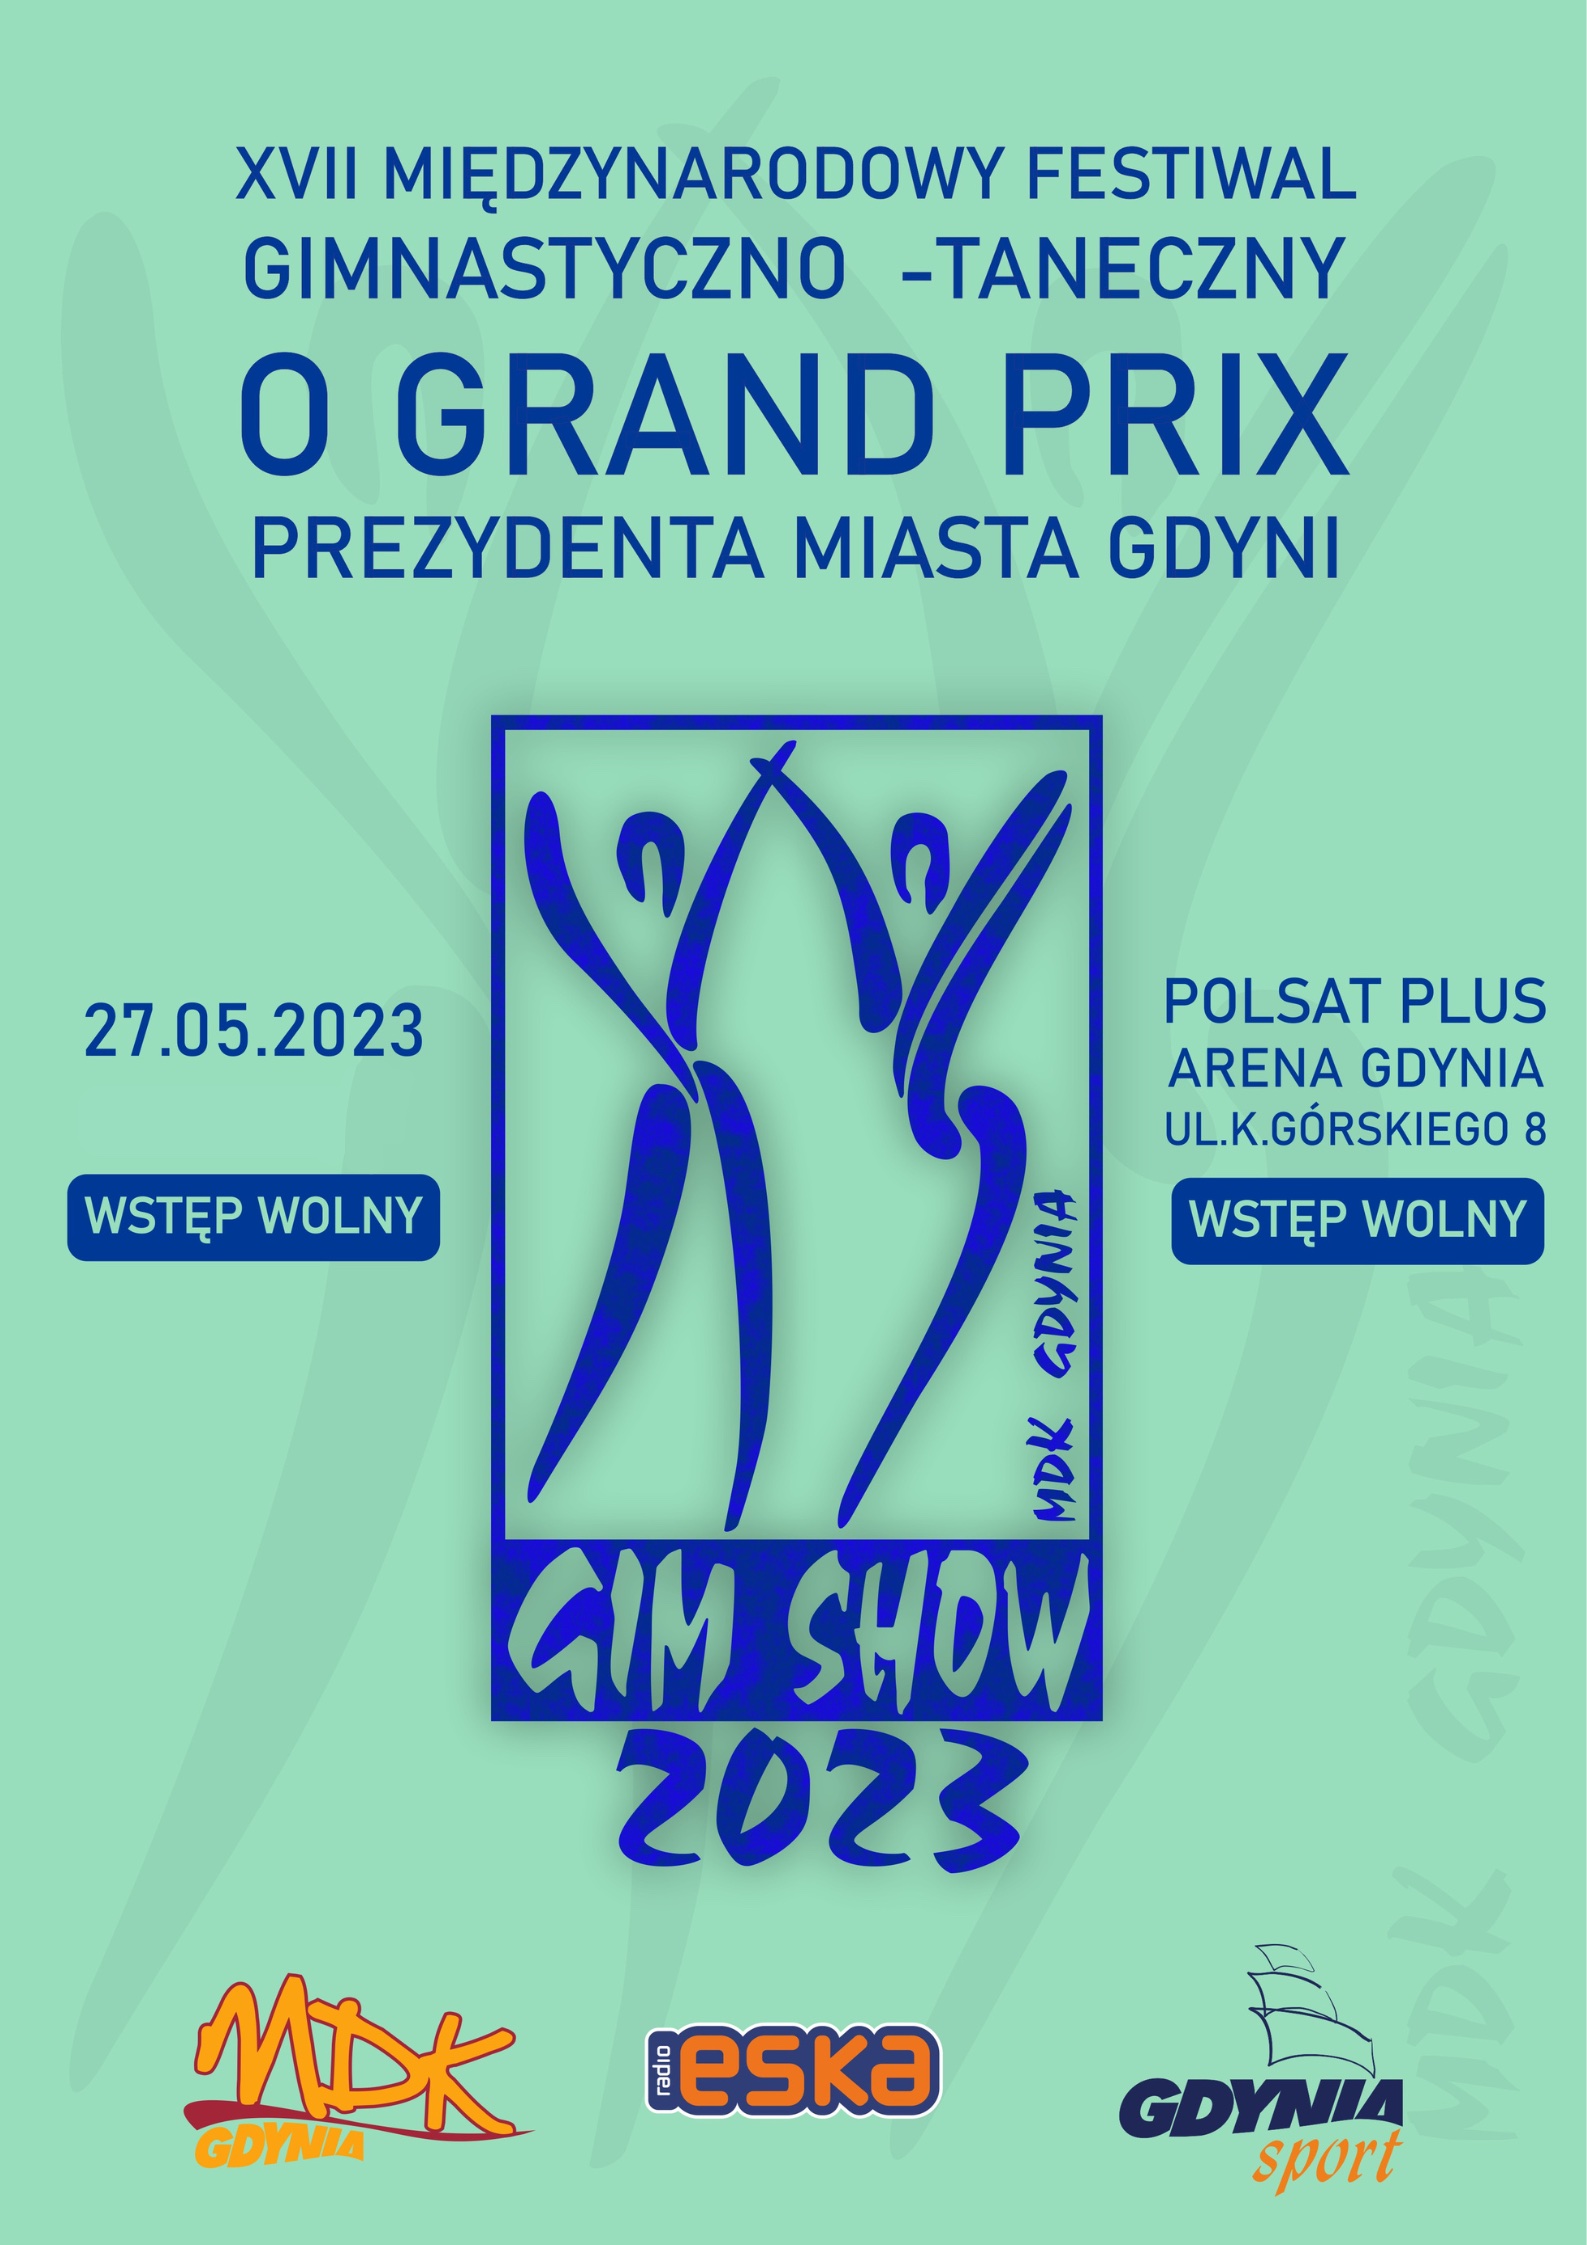 XVII MIĘDZYNARODOWY FESTIWAL
GIMNASTYCZNO -TANECZNY
O GRAND PRIX
PREZYDENTA MIASTA GDYNI
27.05.2023
WSTĘP WOLNY
POLSAT PLUS
ARENA GDYNIA
UL.K.GÓRSKIEGO 8
WSTĘP WOLNY
MDK GDYNIA
GIM SHOW
2023
MDK GDYNIA
MDK
GDYNIA
radio eska
GDYNIA
sport